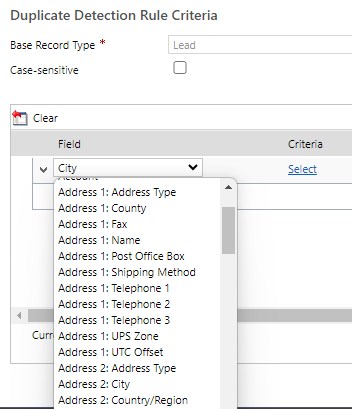 Duplicate Detection Rule Criteria
Base Record Type * Lead
Case-sensitive
Clear
Field Criteria
City Select
Account
Address 1: Address Type
Address 1: County
Address 1: Fax
Address 1: Name
Address 1: Post Office Box
Address 1: Shipping Method
Address 1: Telephone 1
Address 1: Telephone 2
Address 1: Telephone 3
Address 1: UPS Zone
Curre
Address 1: UTC Offset
Address 2: Address Type
Address 2: City
Address 2: Country/Region